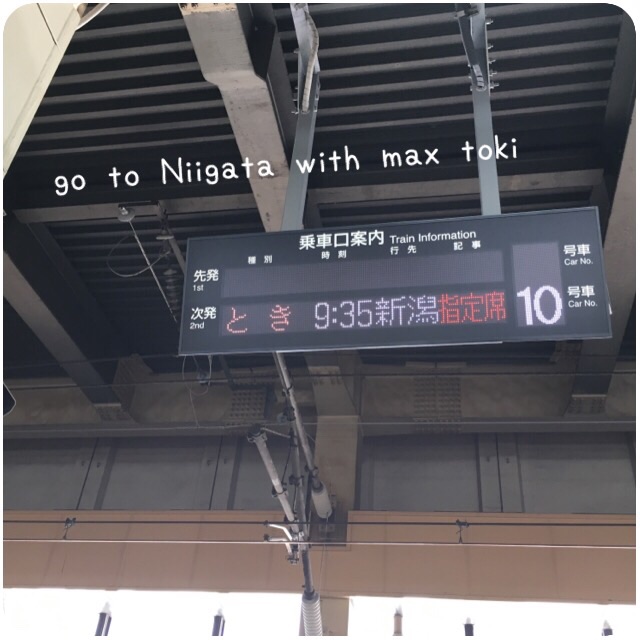 go to Niigata with max toki
乗車口案内 Train Information
種別 時刻 行先 記事
先発
1st
号車
Car No.
次発
2nd
とき 9:35 新潟 指定席 10
号車
Car No.